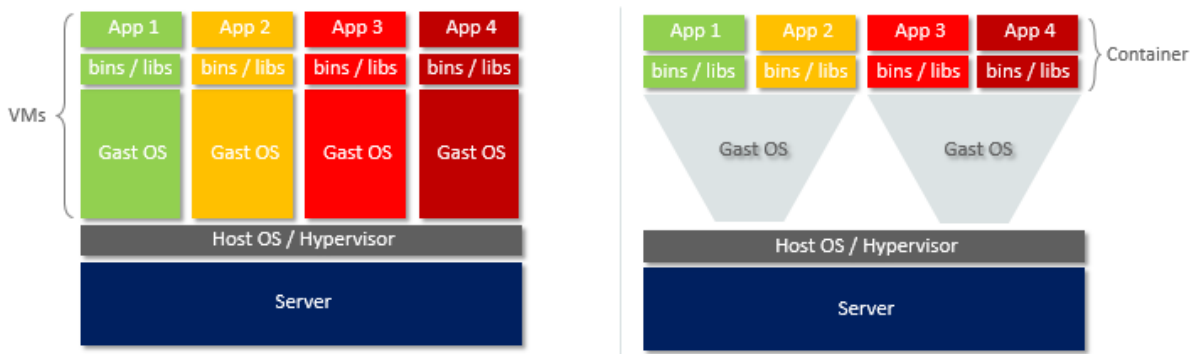 App 1 App 2 App 3 App 4
bins / libs bins / libs bins / libs bins / libs
VMs
Gast OS Gast OS Gast OS Gast OS
Host OS / Hypervisor
Server
App 1 App 2 App 3 App 4
Container
bins / libs bins / libs bins / libs bins / libs
Gast OS Gast OS
Host OS / Hypervisor
Server